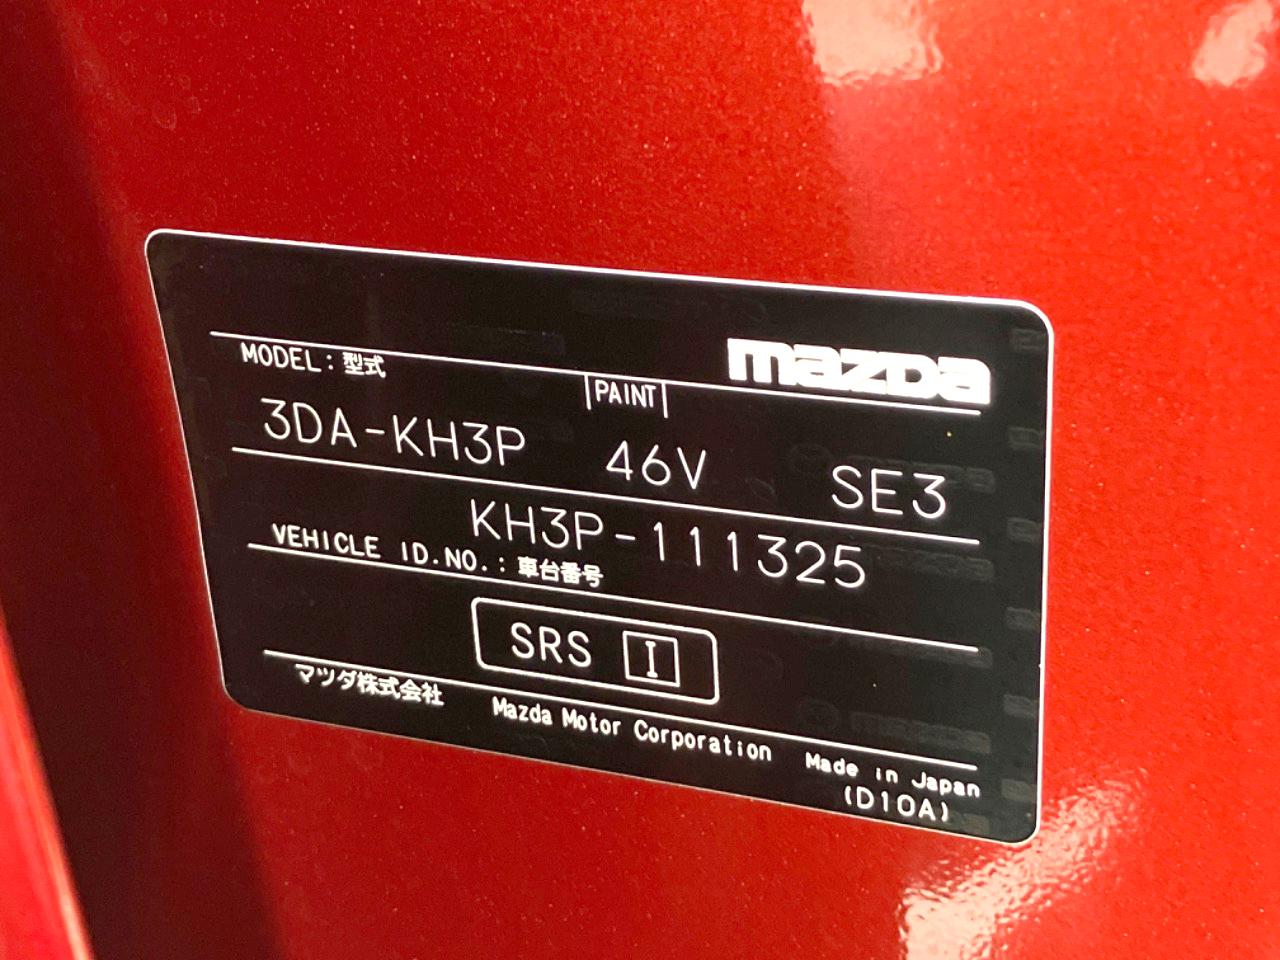 mazda
MODEL:型式 PAINT
3DA-KH3P 46V SE3
KH3P-111325
VEHICLE ID.NO.:車台番号
SRS I
マツダ株式会社 Mazda Motor Corporation Made in Japan
(D10A)